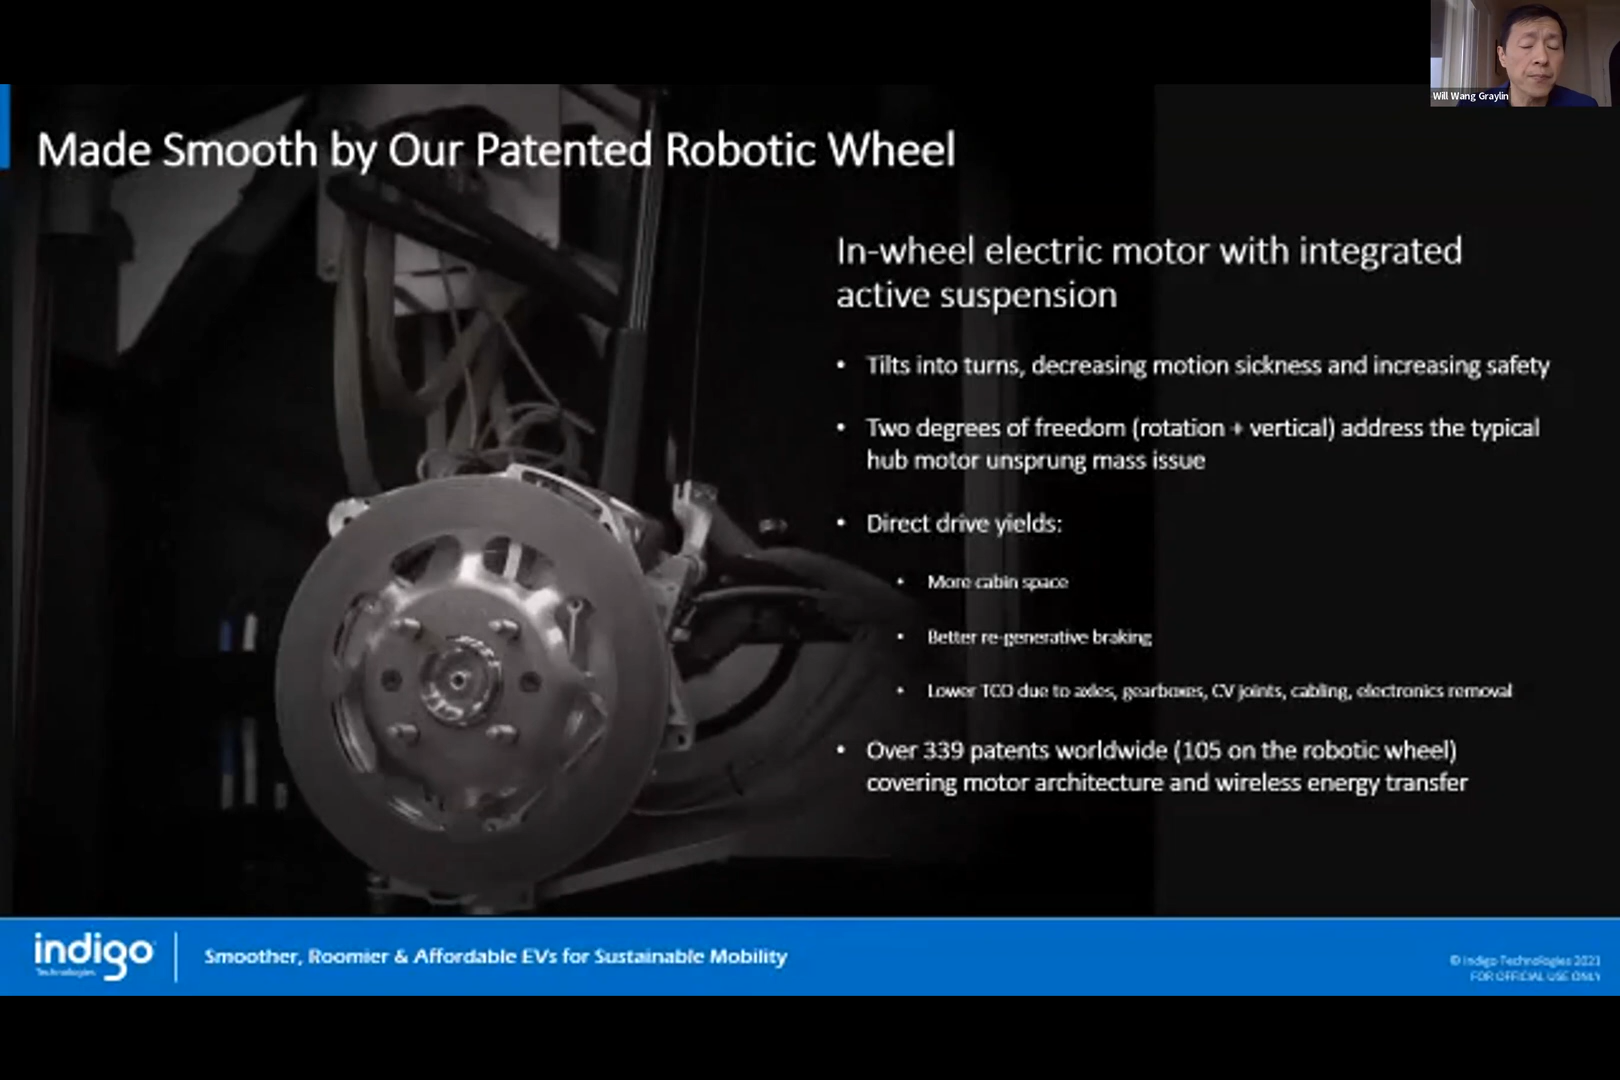 Will Wang Graylin
Made Smooth by Our Patented Robotic Wheel
In-wheel electric motor with integrated
active suspension
• Tilts into turns, decreasing motion sickness and increasing safety
• Two degrees of freedom (rotation + vertical) address the typical
hub motor unsprung mass issue
• Direct drive yields:
• More cabin space
• Better re-generative braking
• Lower TCO due to axles, gearboxes, CV joints, cabling, electronics removal
• Over 339 patents worldwide (105 on the robotic wheel)
covering motor architecture and wireless energy transfer
indigo
Technologies
Smoother, Roomier & Affordable EVs for Sustainable Mobility
© Indigo Technologies 2021
FOR OFFICIAL USE ONLY